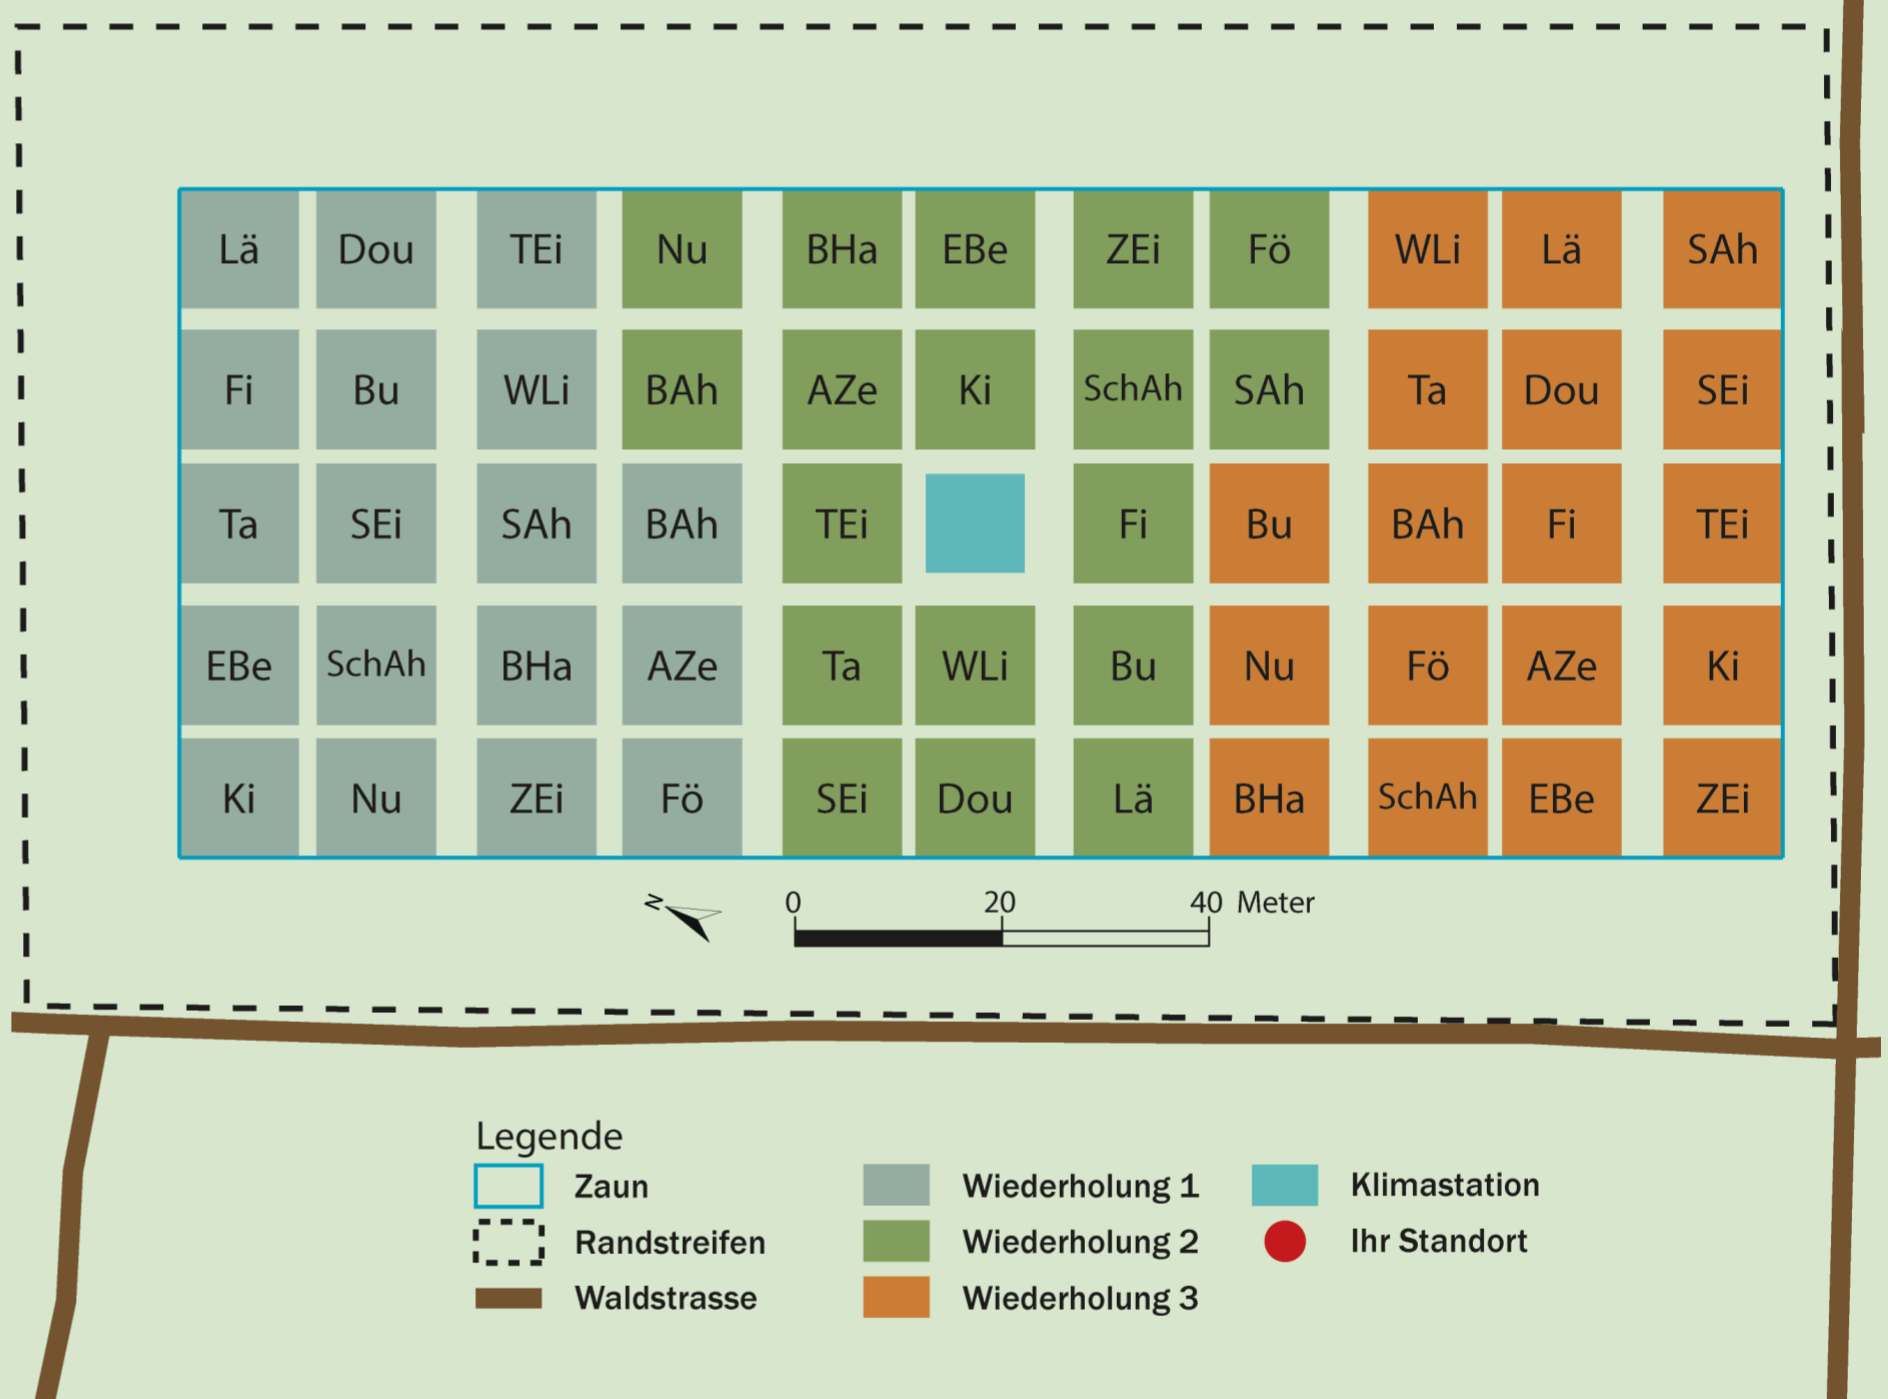 Lä Dou TEi Nu BHa EBe ZEi Fö WLi Lä SAh
Fi Bu WLi BAh AZe Ki SchAh SAh Ta Dou SEi
Ta SEi SAh BAh TEi Fi Bu BAh Fi TEi
EBe SchAh BHa AZe Ta WLi Bu Nu Fö AZe Ki
Ki Nu ZEi Fö SEi Dou Lä BHa SchAh EBe ZEi
N 0 20 40 Meter
Legende
Zaun
Randstreifen
Waldstrasse
Wiederholung 1
Wiederholung 2
Wiederholung 3
Klimastation
Ihr Standort